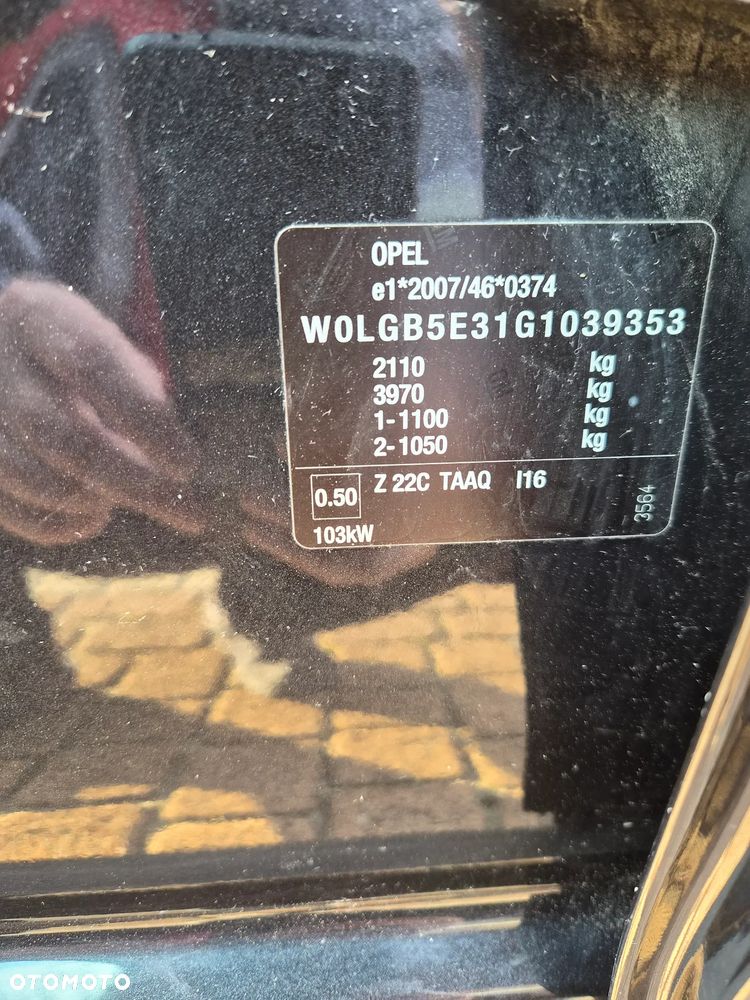 OPEL
e1*2007/46*0374
W0LGB5E31G1039353
2110 kg
3970 kg
1-1100 kg
2-1050 kg
0.50 Z 22C TAAQ I16
103kW
3564
OTOMOTO